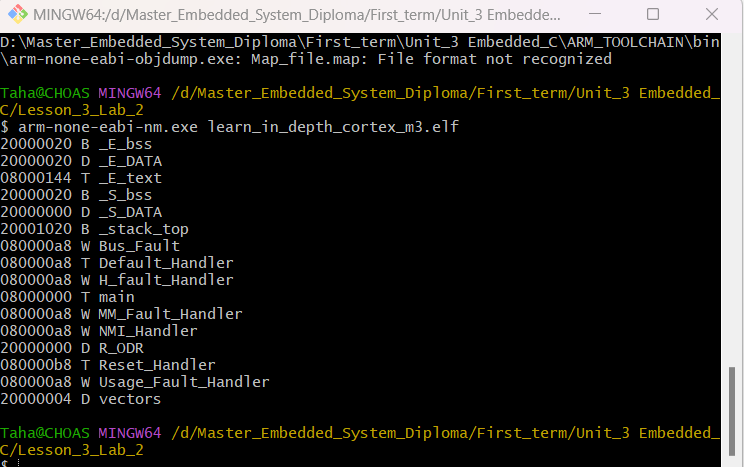 MINGW64:/d/Master_Embedded_System_Diploma/First_term/Unit_3 Embedde...
D:\Master_Embedded_System_Diploma\First_term\Unit_3 Embedded_C\ARM_TOOLCHAIN\bin
\arm-none-eabi-objdump.exe: Map_file.map: File format not recognized
Taha@CHOAS MINGW64 /d/Master_Embedded_System_Diploma/First_term/Unit_3 Embedded_
C/Lesson_3_Lab_2
$ arm-none-eabi-nm.exe learn_in_depth_cortex_m3.elf
20000020 B _E_bss
20000020 D _E_DATA
08000144 T _E_text
20000020 B _S_bss
20000000 D _S_DATA
20001020 B _stack_top
080000a8 W Bus_Fault
080000a8 T Default_Handler
080000a8 W H_fault_Handler
08000000 T main
080000a8 W MM_Fault_Handler
080000a8 W NMI_Handler
20000000 D R_ODR
080000b8 T Reset_Handler
080000a8 W Usage_Fault_Handler
20000004 D vectors
Taha@CHOAS MINGW64 /d/Master_Embedded_System_Diploma/First_term/Unit_3 Embedded_
C/Lesson_3_Lab_2
$